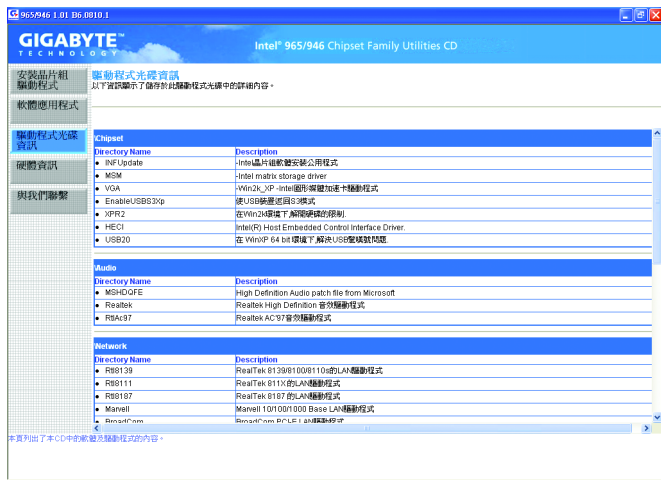 965/946 1.01 B6.0810.1
GIGABYTE™
TECHNOLOGY
Intel® 965/946 Chipset Family Utilities CD
安裝晶片組
驅動程式
軟體應用程式
驅動程式光碟
資訊
硬體資訊
與我們聯繫
驅動程式光碟資訊
以下資訊顯示了儲存於此驅動程式光碟中的詳細內容。
\Chipset
Directory Name Description
• INFUpdate -Intel晶片組軟體安裝公用程式
• MSM -Intel matrix storage driver
• VGA -Win2k_XP -Intel圖形媒體加速卡驅動程式
• EnableUSBS3Xp 使USB裝置返回S3模式
• XPR2 在Win2k環境下,解開硬碟的限制.
• HECI Intel(R) Host Embedded Control Interface Driver.
• USB20 在 WinXP 64 bit 環境下,解決USB驚嘆號問題.
\Audio
Directory Name Description
• MSHDQFE High Definition Audio patch file from Microsoft
• Realtek Realtek High Definition 音效驅動程式
• RtlAc97 Realtek AC'97音效驅動程式
\Network
Directory Name Description
• Rtl8139 RealTek 8139/8100/8110s的LAN驅動程式
• Rtl8111 RealTek 811X 的LAN驅動程式
• Rtl8187 RealTek 8187 的LAN驅動程式
• Marvell Marvell 10/100/1000 Base LAN驅動程式
• BroadCom BroadCom PCI-E LAN驅動程式
本頁列出了本CD中的軟體及驅動程式的內容。